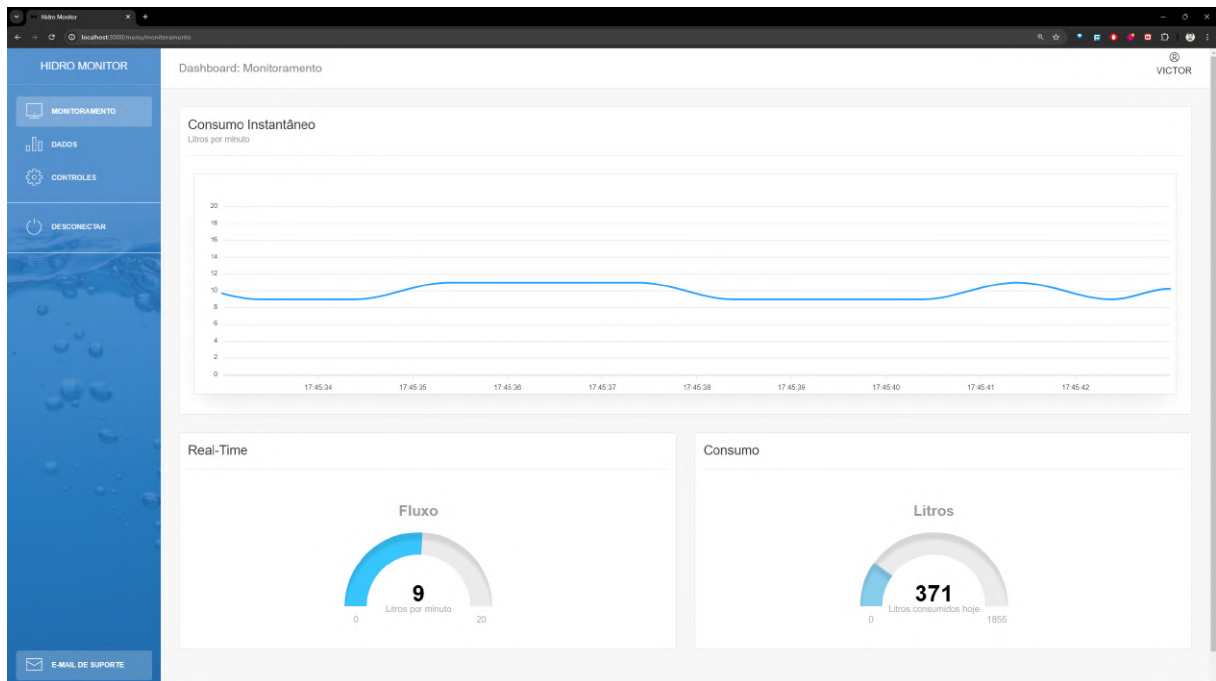 Hidro Monitor
localhost:3000/menu/monitoramento
HIDRO MONITOR
MONITORAMENTO
DADOS
CONTROLES
DESCONECTAR
E-MAIL DE SUPORTE
Dashboard: Monitoramento
VICTOR
Consumo Instantâneo
Litros por minuto
20
18
16
14
12
10
8
6
4
2
0
17:45:34 17:45:35 17:45:36 17:45:37 17:45:38 17:45:39 17:45:40 17:45:41 17:45:42
Real-Time
Fluxo
9
Litros por minuto
0 20
Consumo
Litros
371
Litros consumidos hoje
0 1855